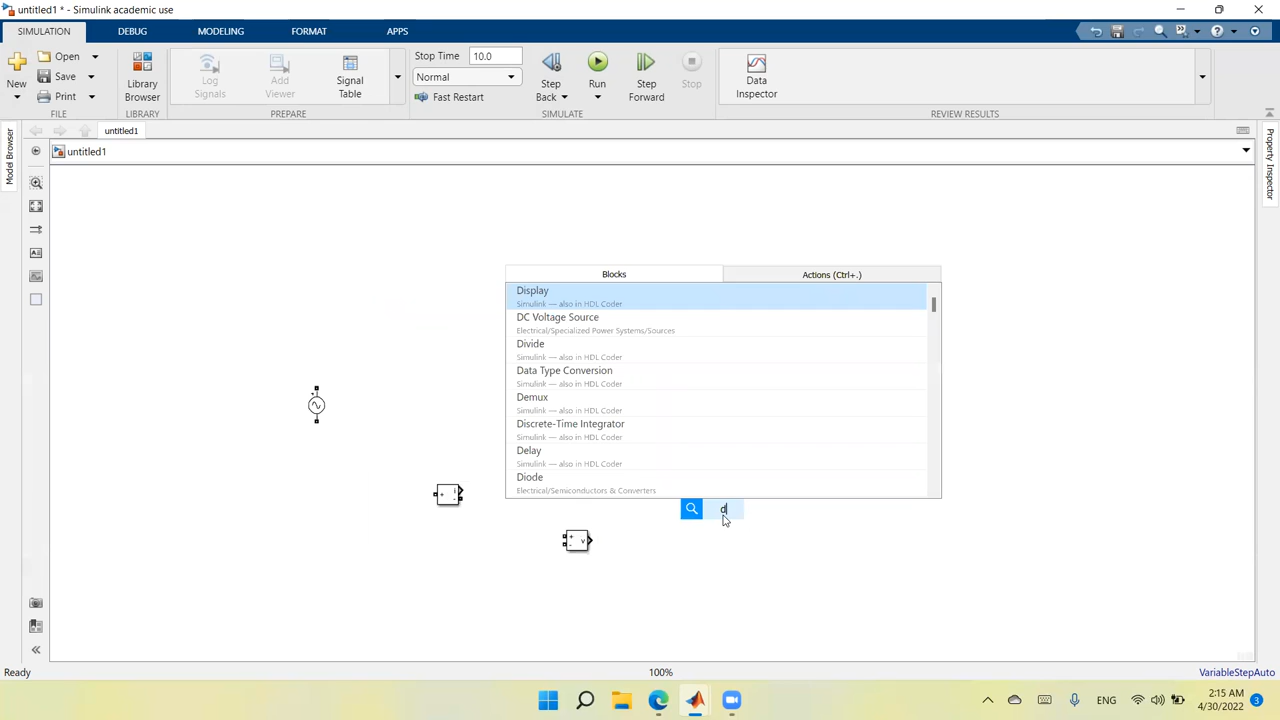 untitled1 * - Simulink academic use
SIMULATION
DEBUG
MODELING
FORMAT
APPS
New
Open
Save
Print
FILE
Library Browser
LIBRARY
Log Signals
Add Viewer
Signal Table
PREPARE
Stop Time 10.0
Normal
Fast Restart
Step Back
Run
Step Forward
Stop
SIMULATE
Data Inspector
REVIEW RESULTS
Model Browser
untitled1
untitled1
Property Inspector
Blocks
Actions (Ctrl+.)
Display
Simulink — also in HDL Coder
DC Voltage Source
Electrical/Specialized Power Systems/Sources
Divide
Simulink — also in HDL Coder
Data Type Conversion
Simulink — also in HDL Coder
Demux
Simulink — also in HDL Coder
Discrete-Time Integrator
Simulink — also in HDL Coder
Delay
Simulink — also in HDL Coder
Diode
Electrical/Semiconductors & Converters
d
+ i -
+ - v
Ready
100%
VariableStepAuto
ENG
2:15 AM
4/30/2022
3